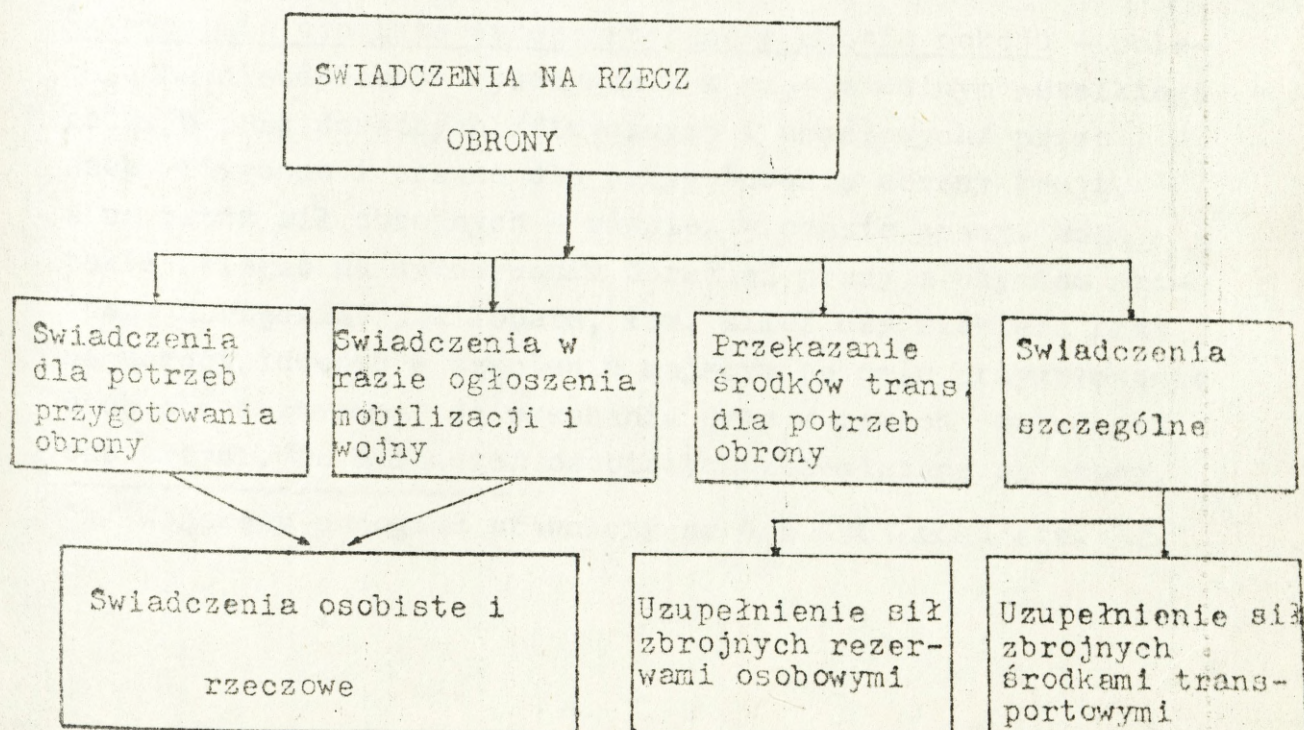 SWIADCZENIA NA RZECZ
OBRONY
Swiadczenia
dla potrzeb
przygotowania
obrony
Swiadczenia w
razie ogłoszenia
mobilizacji i
wojny
Przekazanie
środków trans.
dla potrzeb
obrony
Swiadczenia
szczególne
Swiadczenia osobiste i
rzeczowe
Uzupełnienie sił
zbrojnych rezer-
wami osobowymi
Uzupełnienie sił
zbrojnych
środkami trans-
portowymi